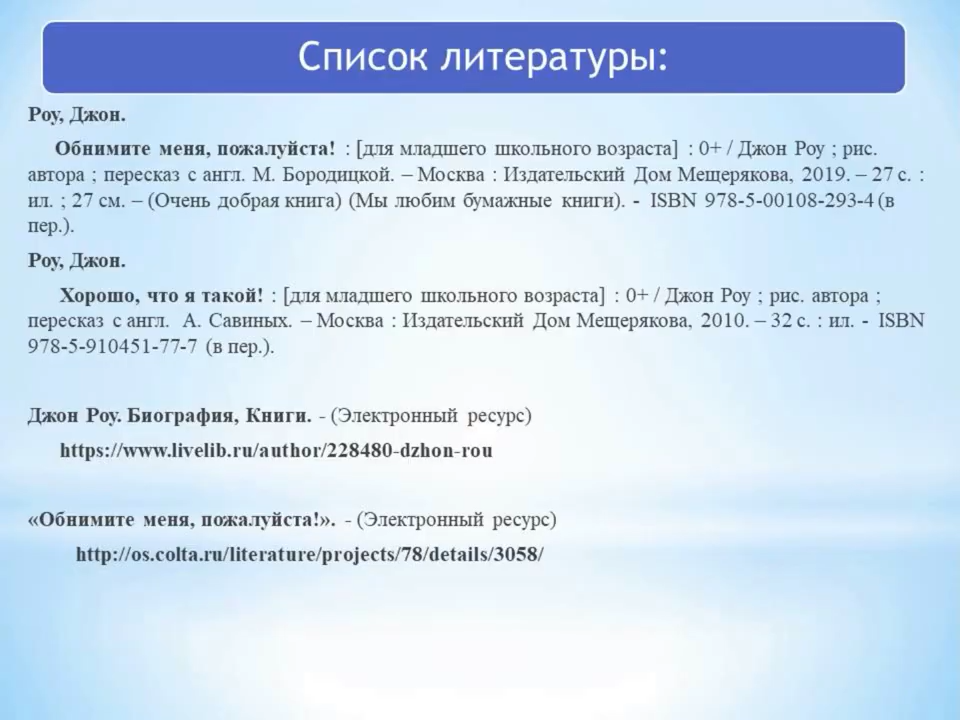 Список литературы:
Роу, Джон.
Обнимите меня, пожалуйста! : [для младшего школьного возраста] : 0+ / Джон Роу ; рис.
автора ; пересказ с англ. М. Бородицкой. – Москва : Издательский Дом Мещерякова, 2019. – 27 с. :
ил. ; 27 см. – (Очень добрая книга) (Мы любим бумажные книги). - ISBN 978-5-00108-293-4 (в
пер.).
Роу, Джон.
Хорошо, что я такой! : [для младшего школьного возраста] : 0+ / Джон Роу ; рис. автора ;
пересказ с англ. А. Савиных. – Москва : Издательский Дом Мещерякова, 2010. – 32 с. : ил. - ISBN
978-5-910451-77-7 (в пер.).
Джон Роу. Биография, Книги. - (Электронный ресурс)
https://www.livelib.ru/author/228480-dzhon-rou
«Обнимите меня, пожалуйста!». - (Электронный ресурс)
http://os.colta.ru/literature/projects/78/details/3058/